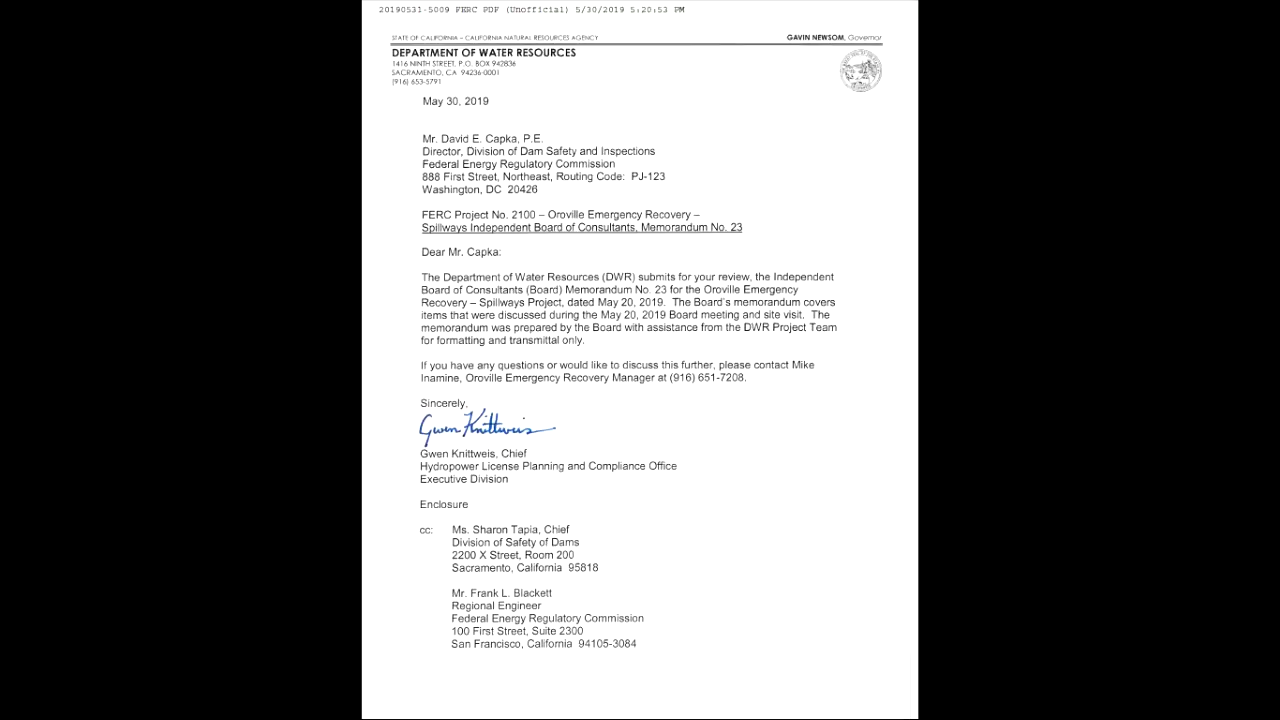 20190531-5009 FERC PDF (Unofficial) 5/30/2019 5:20:53 PM
STATE OF CALIFORNIA – CALIFORNIA NATURAL RESOURCES AGENCY
GAVIN NEWSOM, Governor
DEPARTMENT OF WATER RESOURCES
1416 NINTH STREET, P.O. BOX 942836
SACRAMENTO, CA 94236-0001
(916) 653-5791
May 30, 2019
Mr. David E. Capka, P.E.
Director, Division of Dam Safety and Inspections
Federal Energy Regulatory Commission
888 First Street, Northeast, Routing Code: PJ-123
Washington, DC 20426
FERC Project No. 2100 – Oroville Emergency Recovery –
Spillways Independent Board of Consultants, Memorandum No. 23
Dear Mr. Capka:
The Department of Water Resources (DWR) submits for your review, the Independent
Board of Consultants (Board) Memorandum No. 23 for the Oroville Emergency
Recovery – Spillways Project, dated May 20, 2019. The Board's memorandum covers
items that were discussed during the May 20, 2019 Board meeting and site visit. The
memorandum was prepared by the Board with assistance from the DWR Project Team
for formatting and transmittal only.
If you have any questions or would like to discuss this further, please contact Mike
Inamine, Oroville Emergency Recovery Manager at (916) 651-7208.
Sincerely,
Gwen Knittweis
Gwen Knittweis, Chief
Hydropower License Planning and Compliance Office
Executive Division
Enclosure
cc: Ms. Sharon Tapia, Chief
Division of Safety of Dams
2200 X Street, Room 200
Sacramento, California 95818
Mr. Frank L. Blackett
Regional Engineer
Federal Energy Regulatory Commission
100 First Street, Suite 2300
San Francisco, California 94105-3084